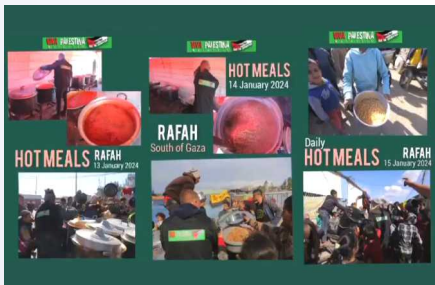 PALESTINA
HOT MEALS
RAFAH
13 January 2024
PALESTINA
HOT MEALS
14 January 2024
RAFAH
South of Gaza
PALESTINA
Daily
HOT MEALS
RAFAH
15 January 2024